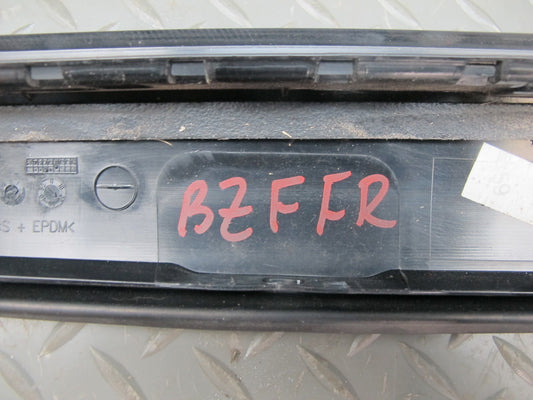 BZFFR
S + EPDM<